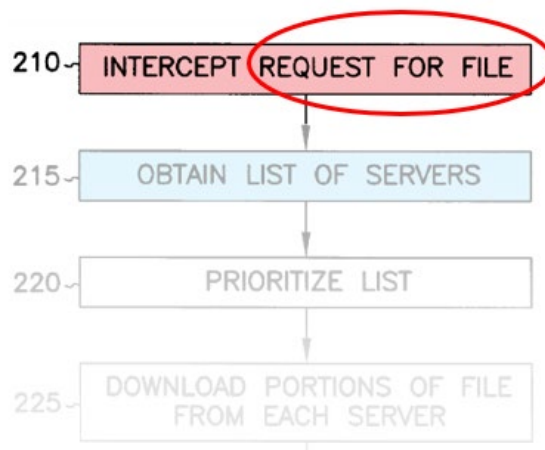 210 INTERCEPT REQUEST FOR FILE
215 OBTAIN LIST OF SERVERS
220 PRIORITIZE LIST
225 DOWNLOAD PORTIONS OF FILE
FROM EACH SERVER